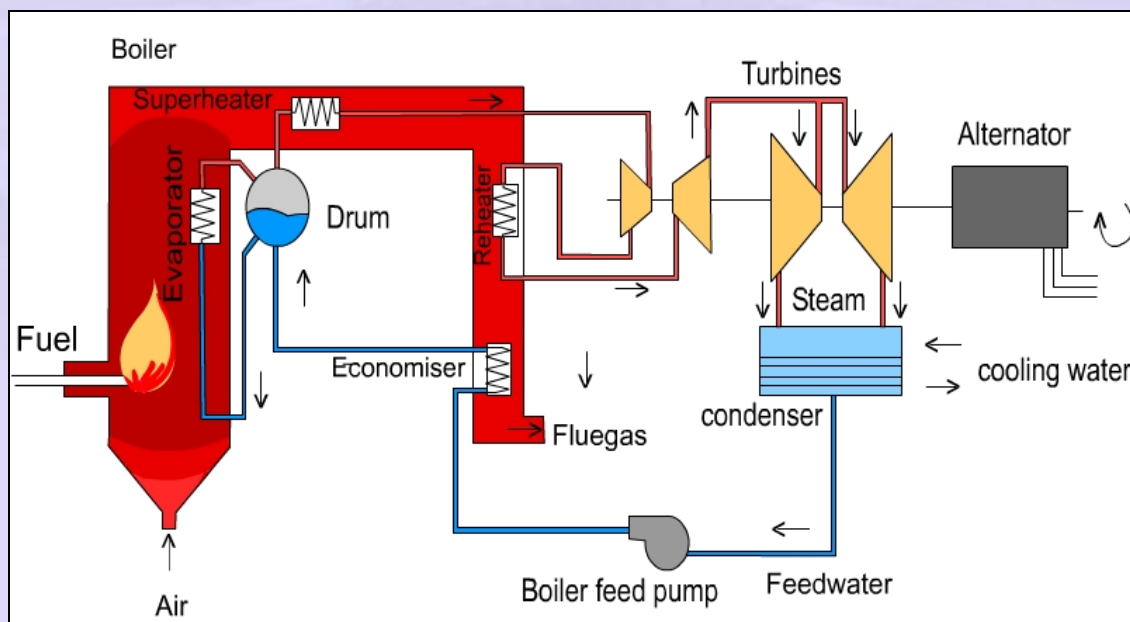 Boiler
Superheater
Turbines
Alternator
Evaporator
Drum
Reheater
Steam
Fuel
Economiser
cooling water
condenser
Fluegas
Boiler feed pump
Feedwater
Air